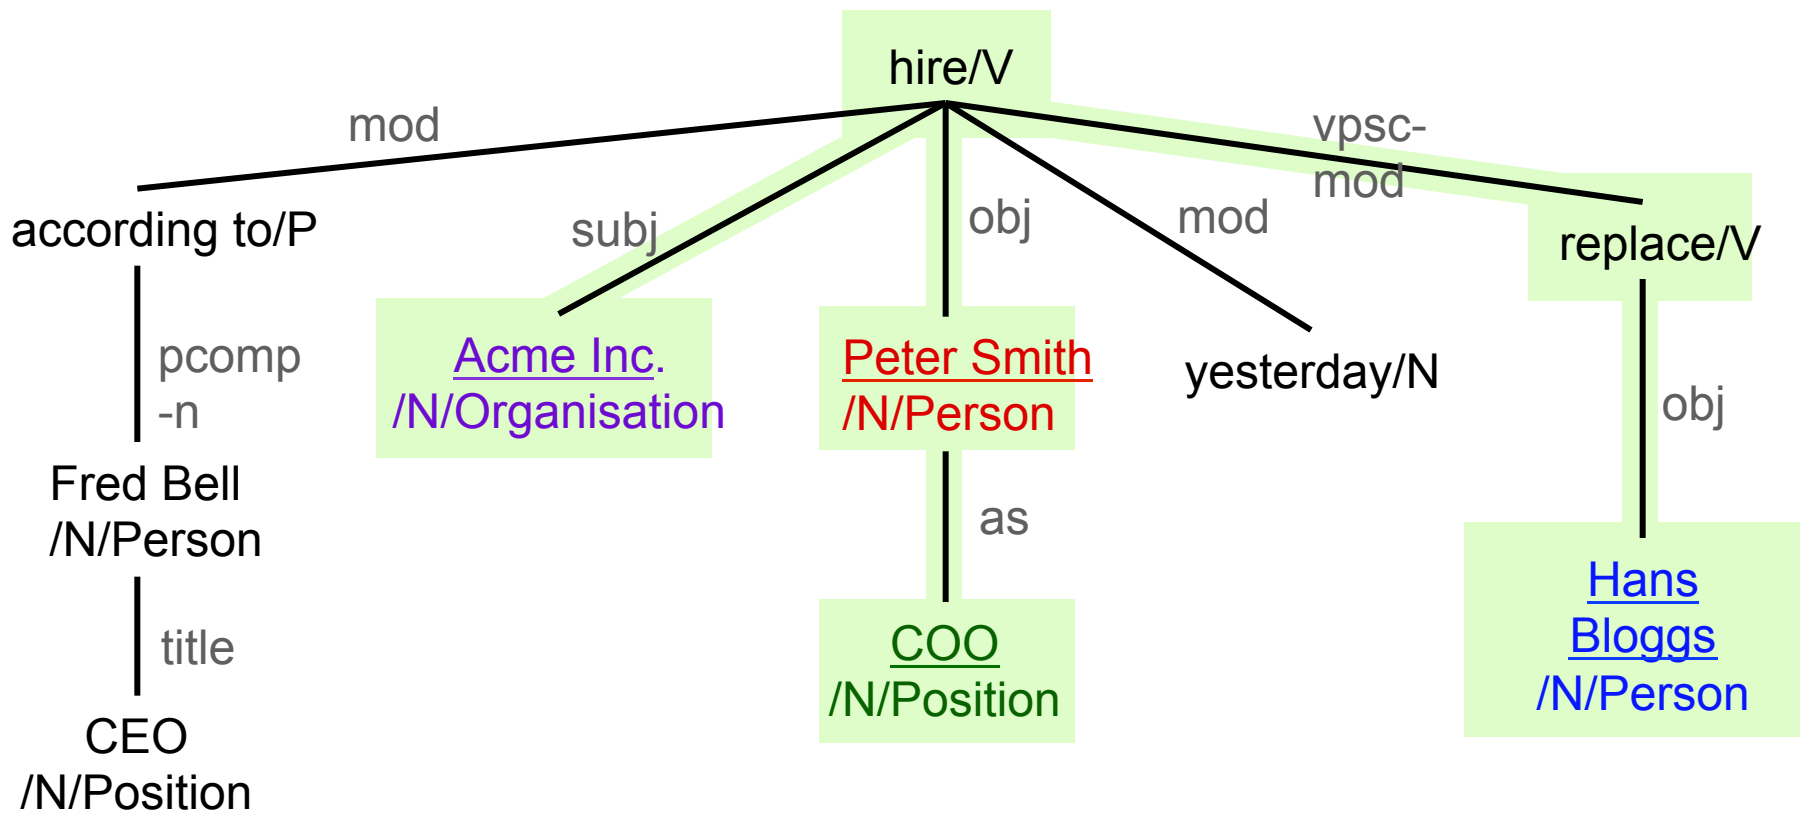 hire/V
mod
vpsc-
mod
according to/P
subj
obj
mod
replace/V
pcomp
-n
Acme Inc.
/N/Organisation
Peter Smith
/N/Person
yesterday/N
obj
Fred Bell
/N/Person
as
title
COO
/N/Position
Hans
Bloggs
/N/Person
CEO
/N/Position